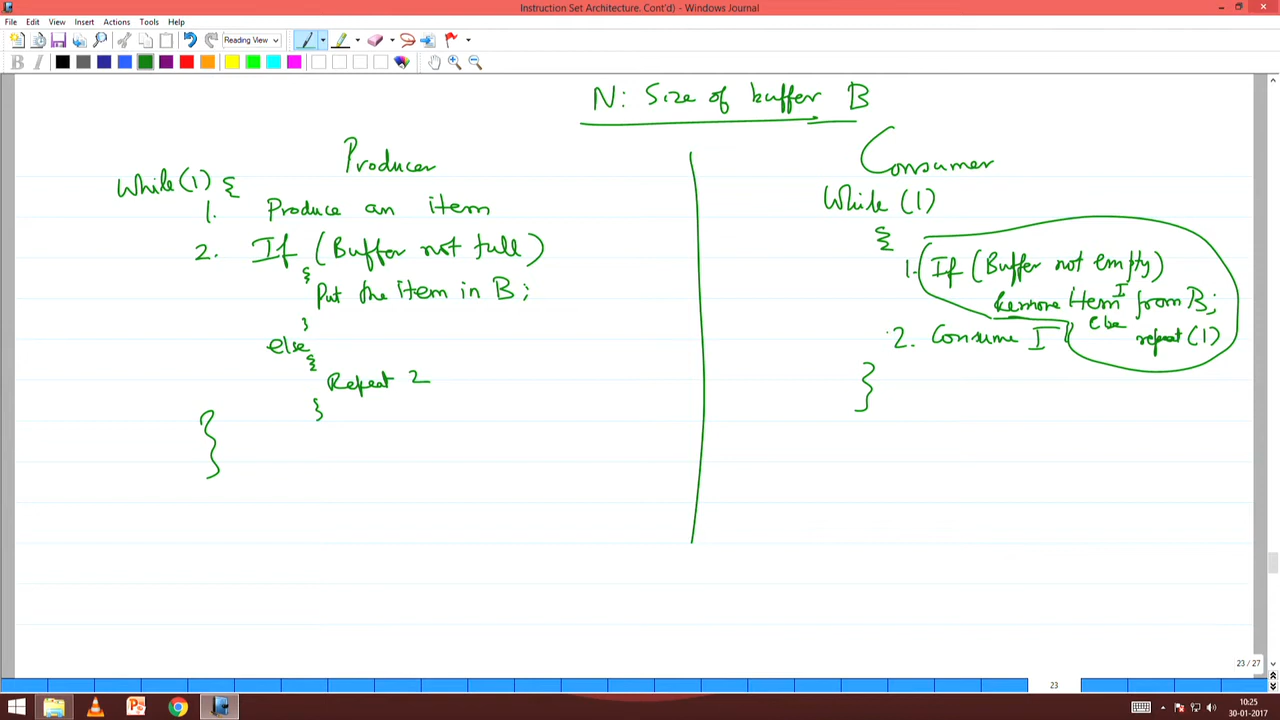 Instruction Set Architecture. Cont'd) - Windows Journal
File Edit View Insert Actions Tools Help
Reading View
B I
N: Size of buffer B
Producer
While(1) {
1. Produce an item
2. If (Buffer not full)
{
Put the item in B;
}
else
{
Repeat 2
}
}
Consumer
While (1)
{
1. If (Buffer not empty)
Remove item I from B;
else repeat (1)
2. Consume I
}
23 / 27
23
10:25
30-01-2017